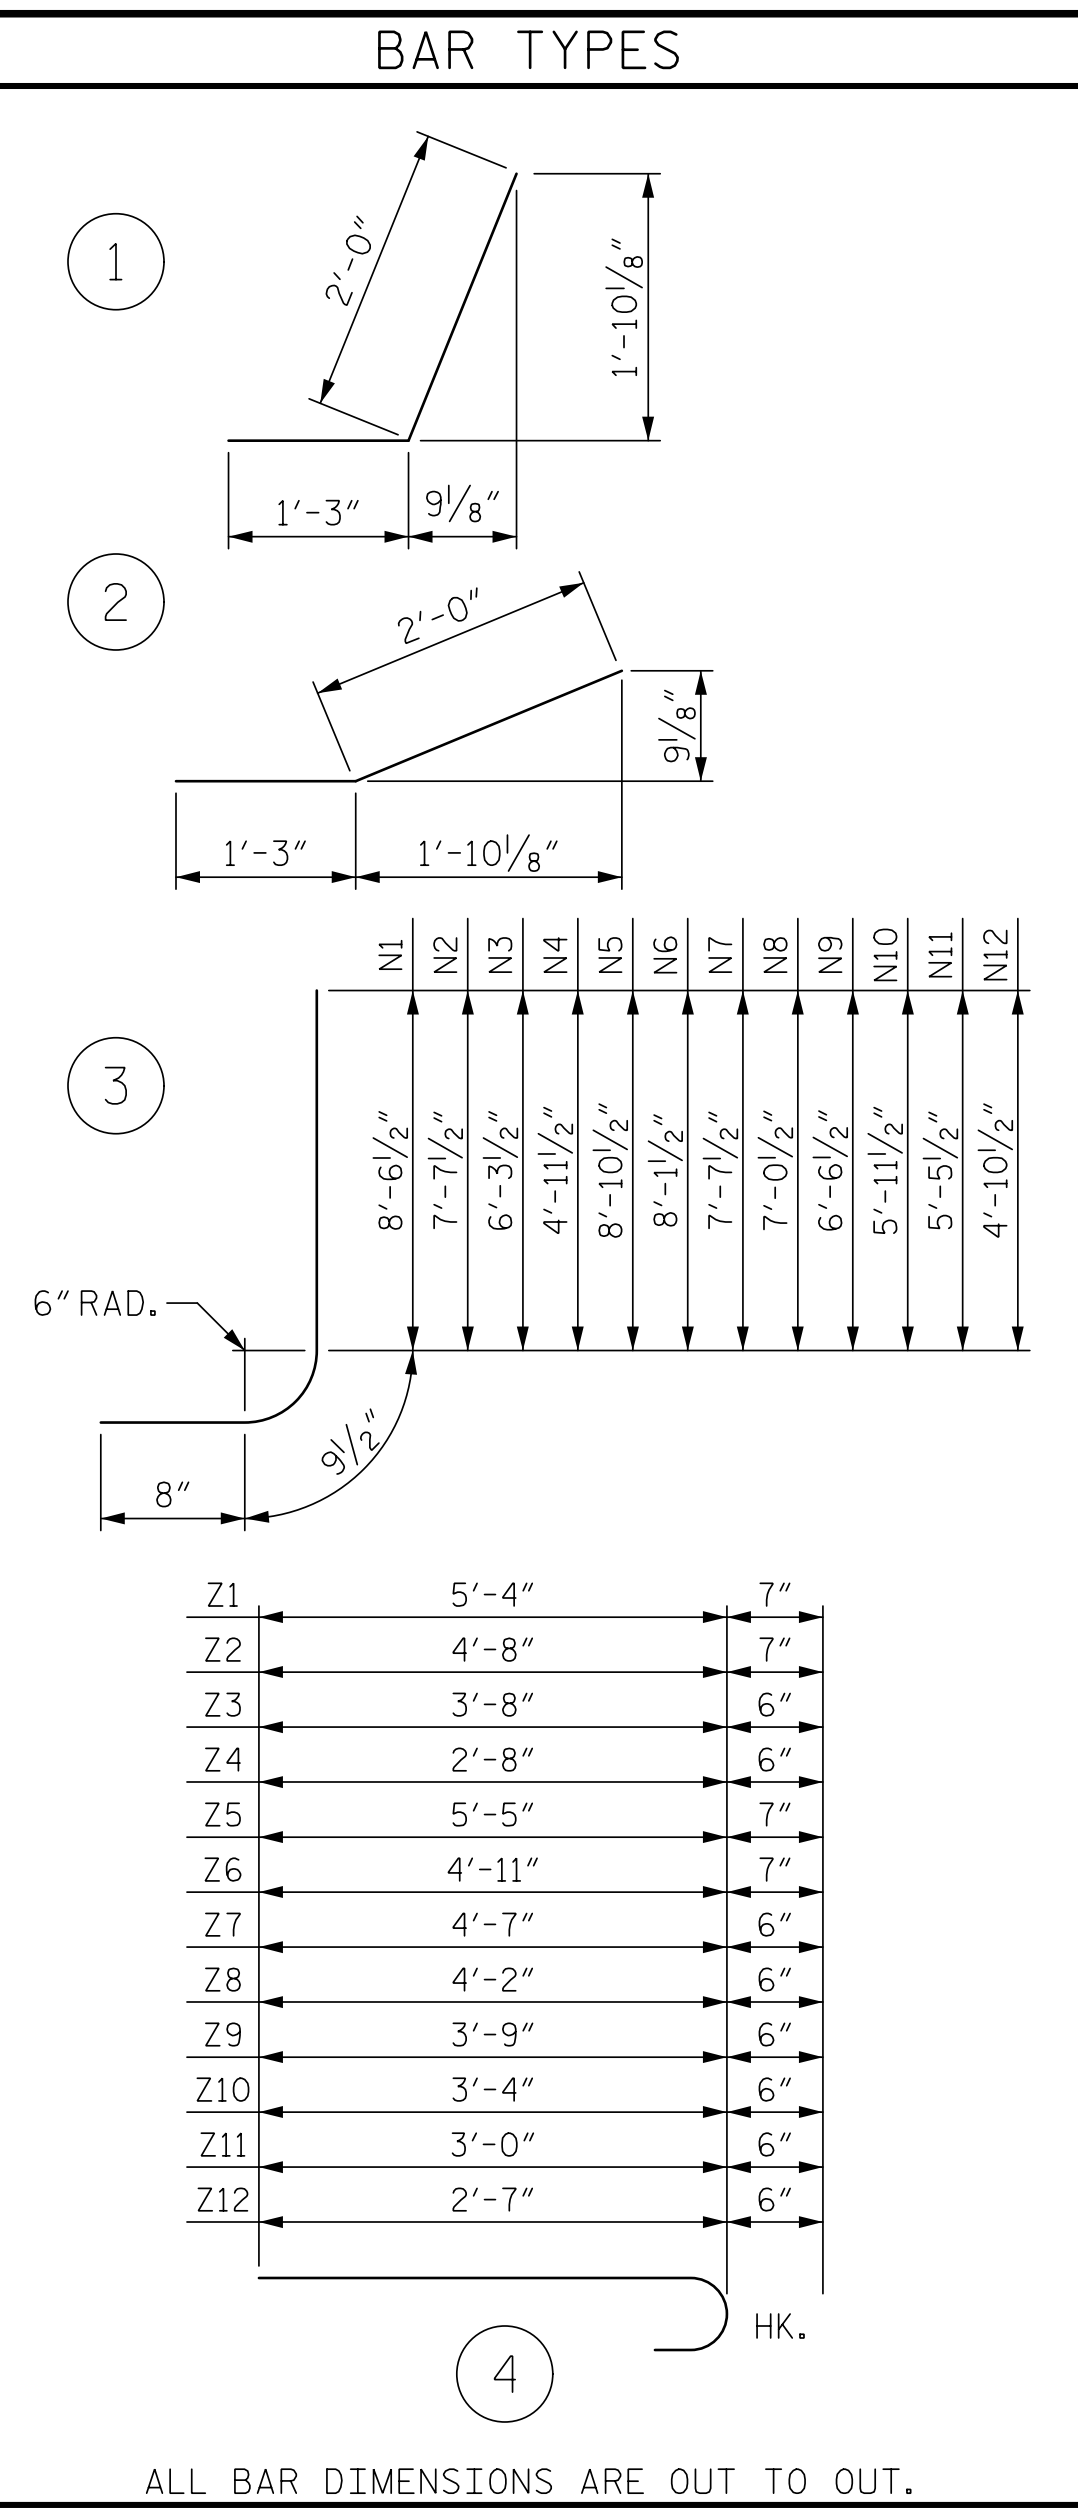 BAR TYPES
1
2'-0"
1'-10 1/8"
1'-3"
9 1/8"
2
2'-0"
9 1/8"
1'-3"
1'-10 1/8"
3
N1
N2
N3
N4
N5
N6
N7
N8
N9
N10
N11
N12
8'-6 1/2"
7'-7 1/2"
6'-3 1/2"
4'-11 1/2"
8'-10 1/2"
8'-1 1/2"
7'-7 1/2"
7'-0 1/2"
6'-6 1/2"
5'-11 1/2"
5'-5 1/2"
4'-10 1/2"
6" RAD.
9 1/2"
8"
Z1 5'-4" 7"
Z2 4'-8" 7"
Z3 3'-8" 6"
Z4 2'-8" 6"
Z5 5'-5" 7"
Z6 4'-11" 7"
Z7 4'-7" 6"
Z8 4'-2" 6"
Z9 3'-9" 6"
Z10 3'-4" 6"
Z11 3'-0" 6"
Z12 2'-7" 6"
HK.
4
ALL BAR DIMENSIONS ARE OUT TO OUT.